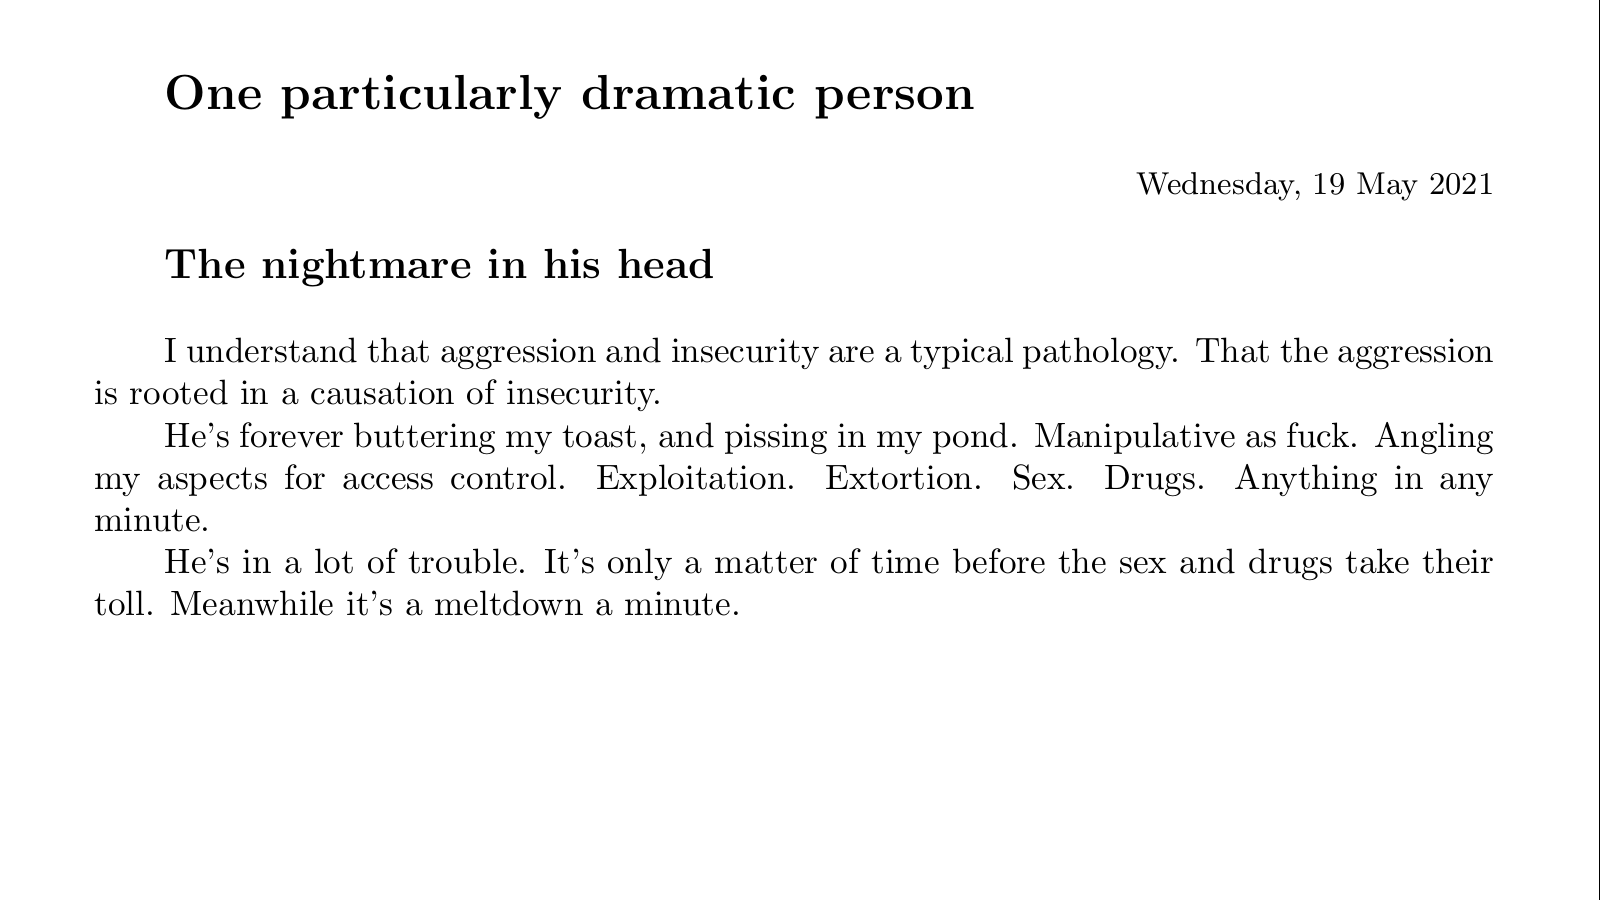 One particularly dramatic person
Wednesday, 19 May 2021
The nightmare in his head
I understand that aggression and insecurity are a typical pathology. That the aggression
is rooted in a causation of insecurity.
He's forever buttering my toast, and pissing in my pond. Manipulative as fuck. Angling
my aspects for access control. Exploitation. Extortion. Sex. Drugs. Anything in any
minute.
He's in a lot of trouble. It's only a matter of time before the sex and drugs take their
toll. Meanwhile it's a meltdown a minute.